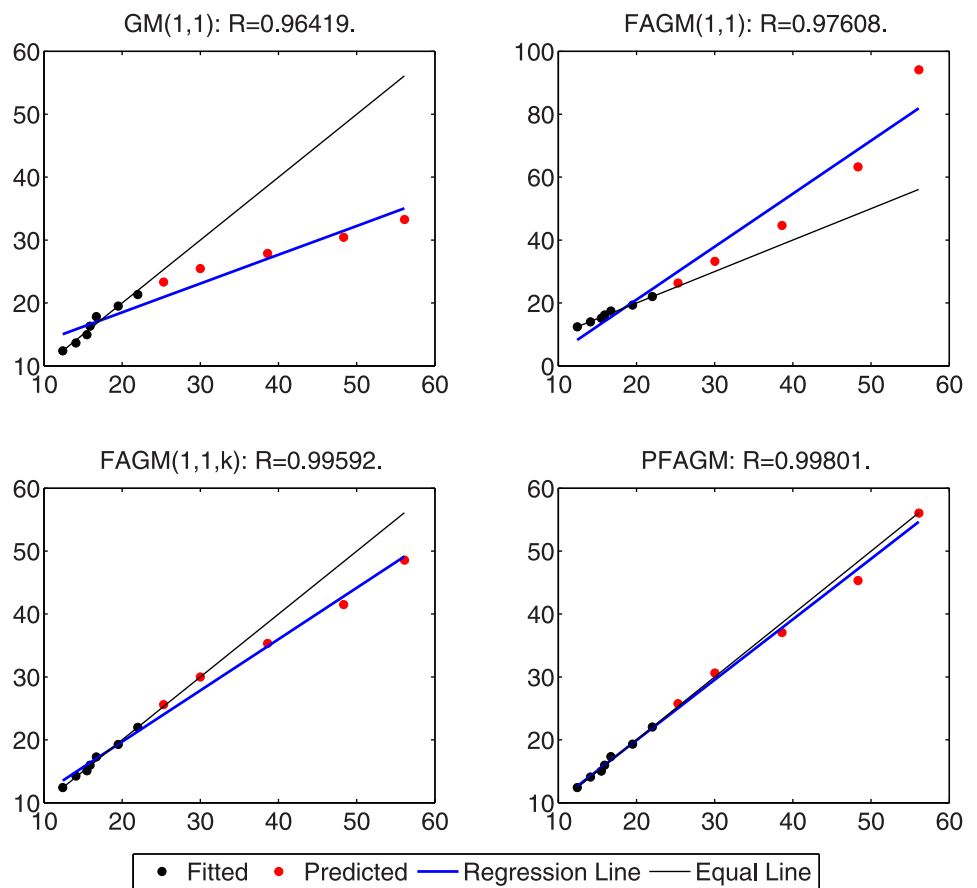 GM(1,1): R=0.96419.
60
50
40
30
20
10
10 20 30 40 50 60
FAGM(1,1): R=0.97608.
100
80
60
40
20
0
10 20 30 40 50 60
FAGM(1,1,k): R=0.99592.
60
50
40
30
20
10
10 20 30 40 50 60
PFAGM: R=0.99801.
60
50
40
30
20
10
10 20 30 40 50 60
Fitted Predicted Regression Line Equal Line